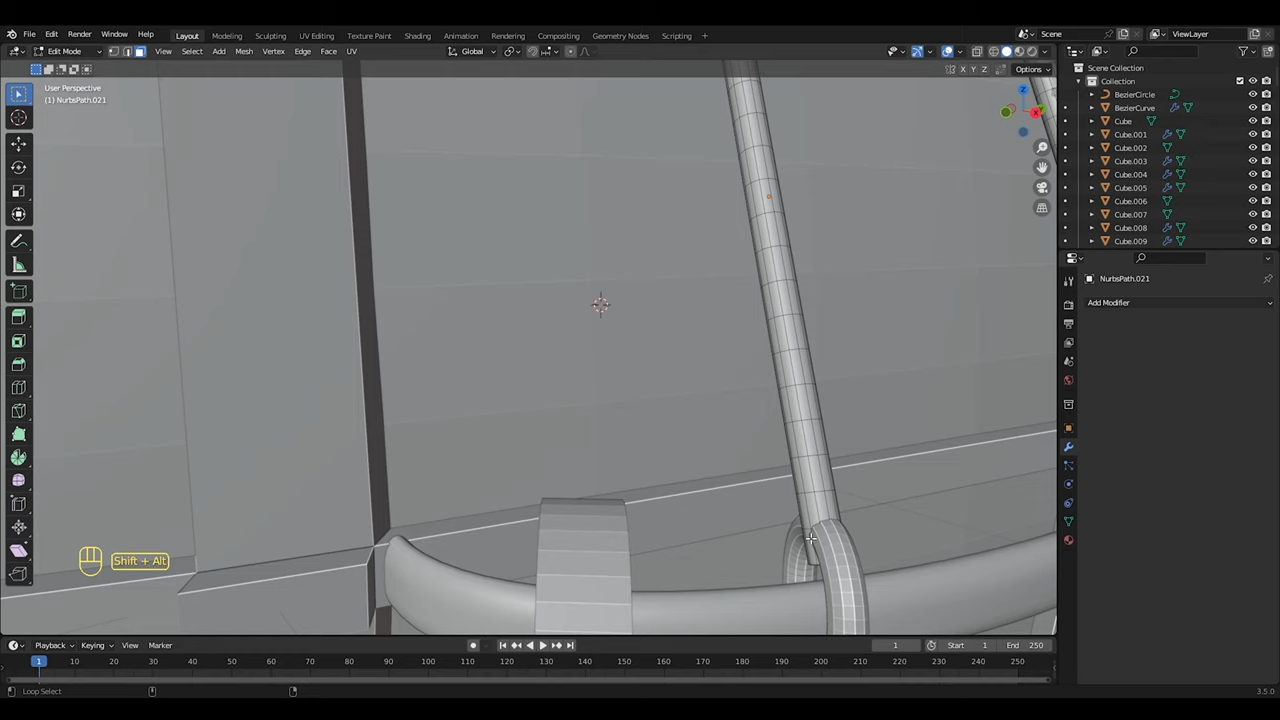 File Edit Render Window Help Layout Modeling Sculpting UV Editing Texture Paint Shading Animation Rendering Compositing Geometry Nodes Scripting Scene ViewLayer
Edit Mode View Select Add Mesh Vertex Edge Face UV Global
X Y Z Options
User Perspective
(1) NurbsPath.021
Z
X
Scene Collection
Collection
BezierCircle
BezierCurve
Cube
Cube.001
Cube.002
Cube.003
Cube.004
Cube.005
Cube.006
Cube.007
Cube.008
Cube.009
NurbsPath.021
Add Modifier
Shift + Alt
Playback Keying View Marker 1 Start 1 End 250
1 10 20 30 40 50 60 70 80 90 100 110 120 130 140 150 160 170 180 190 200 210 220 230 240 250
Loop Select 3.5.0